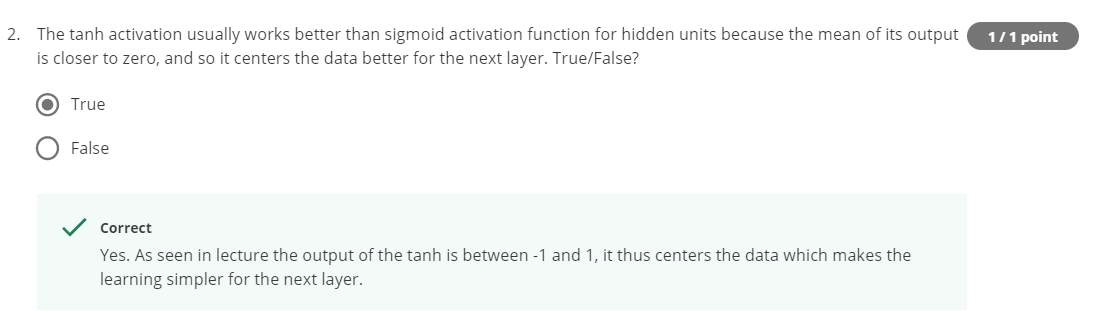 2. The tanh activation usually works better than sigmoid activation function for hidden units because the mean of its output
1 / 1 point
is closer to zero, and so it centers the data better for the next layer. True/False?
True
False
Correct
Yes. As seen in lecture the output of the tanh is between -1 and 1, it thus centers the data which makes the
learning simpler for the next layer.